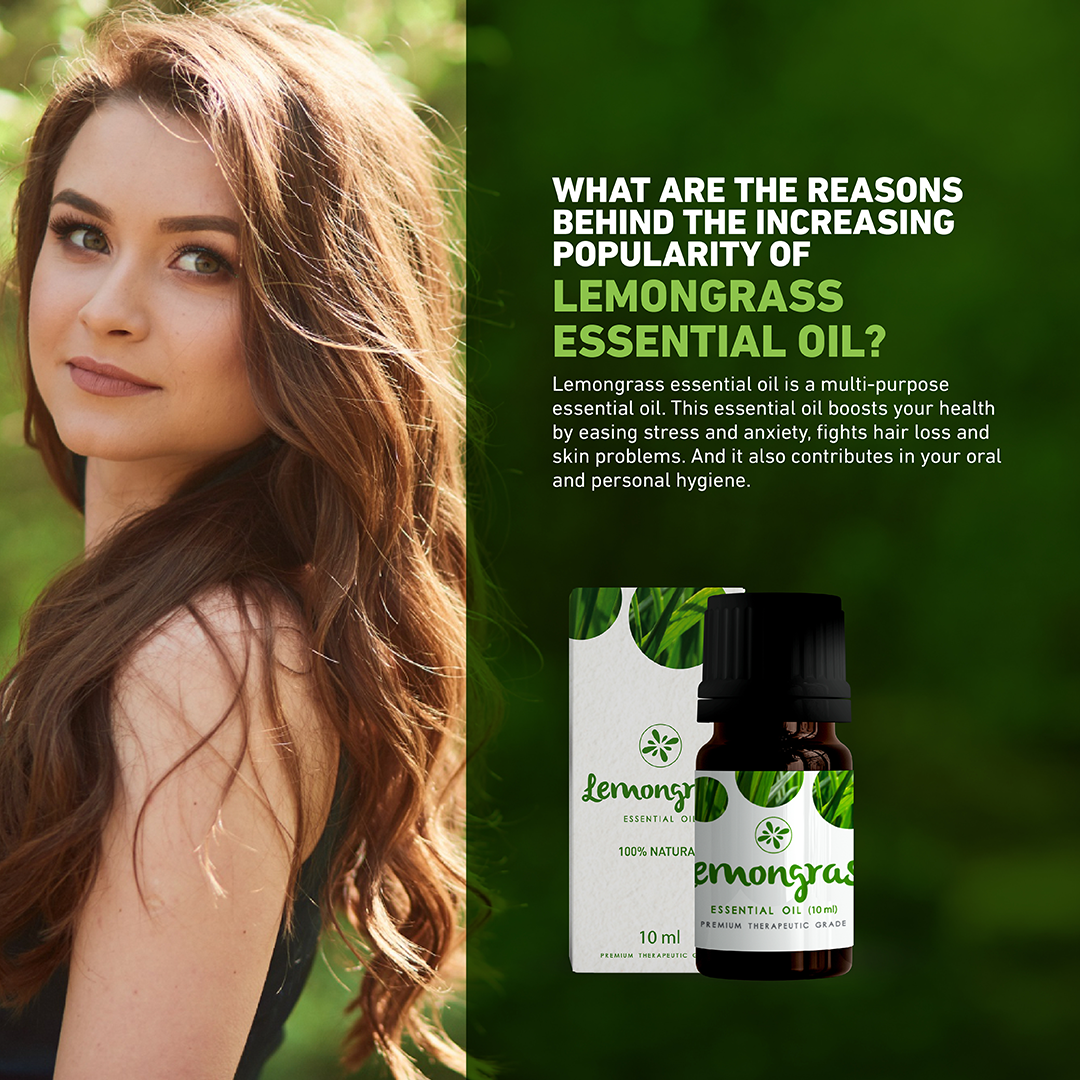 WHAT ARE THE REASONS
BEHIND THE INCREASING
POPULARITY OF
LEMONGRASS
ESSENTIAL OIL?
Lemongrass essential oil is a multi-purpose
essential oil. This essential oil boosts your health
by easing stress and anxiety, fights hair loss and
skin problems. And it also contributes in your oral
and personal hygiene.
Lemongr
ESSENTIAL OI
100% NATURA
10 ml
PREMIUM THERAPEUTIC
emongras
ESSENTIAL OIL (10 ml)
PREMIUM THERAPEUTIC GRADE